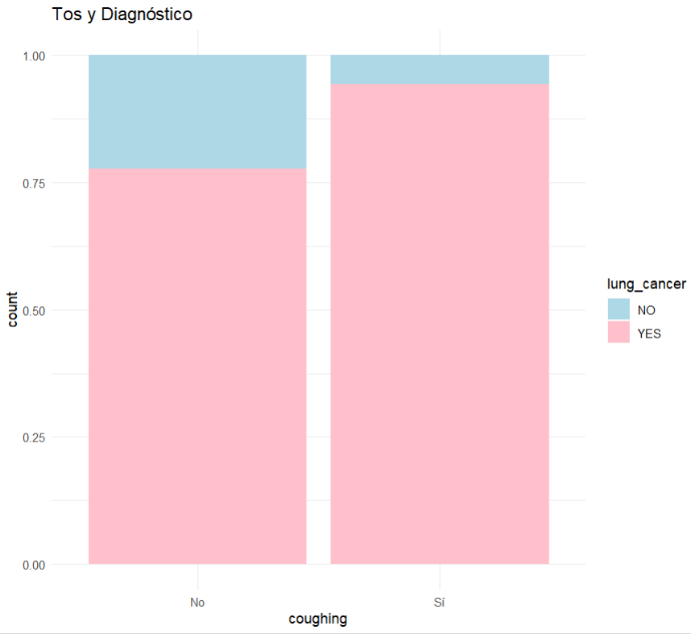 Tos y Diagnóstico
1.00
0.75
0.50
0.25
0.00
count
No
Sí
coughing
lung_cancer
NO
YES